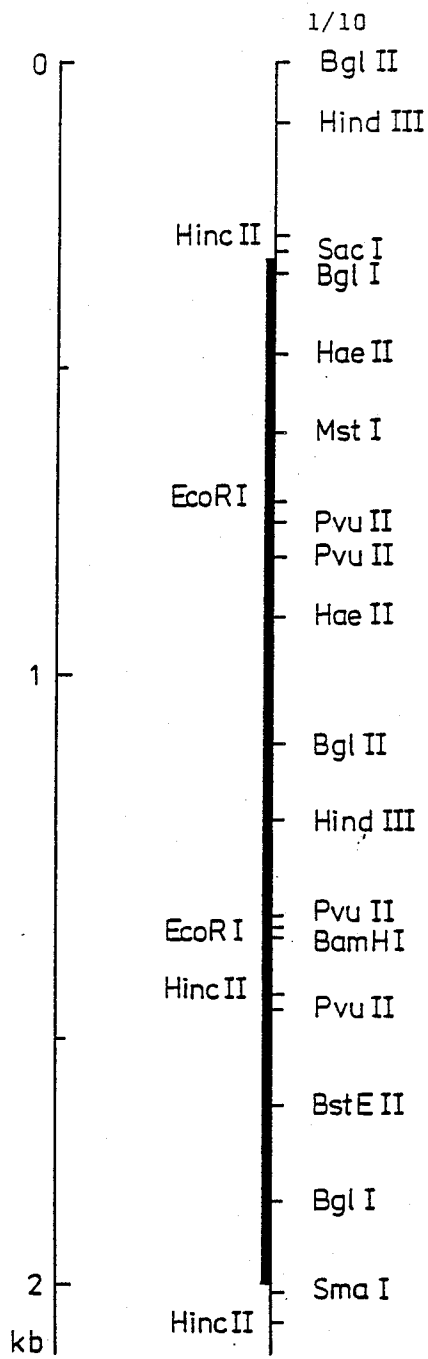 1/10
0 Bgl II
Hind III
Hinc II
Sac I
Bgl I
Hae II
Mst I
EcoR I
Pvu II
Pvu II
Hae II
1
Bgl II
Hind III
Pvu II
EcoR I
BamH I
Hinc II
Pvu II
BstE II
Bgl I
2 Sma I
Hinc II
kb